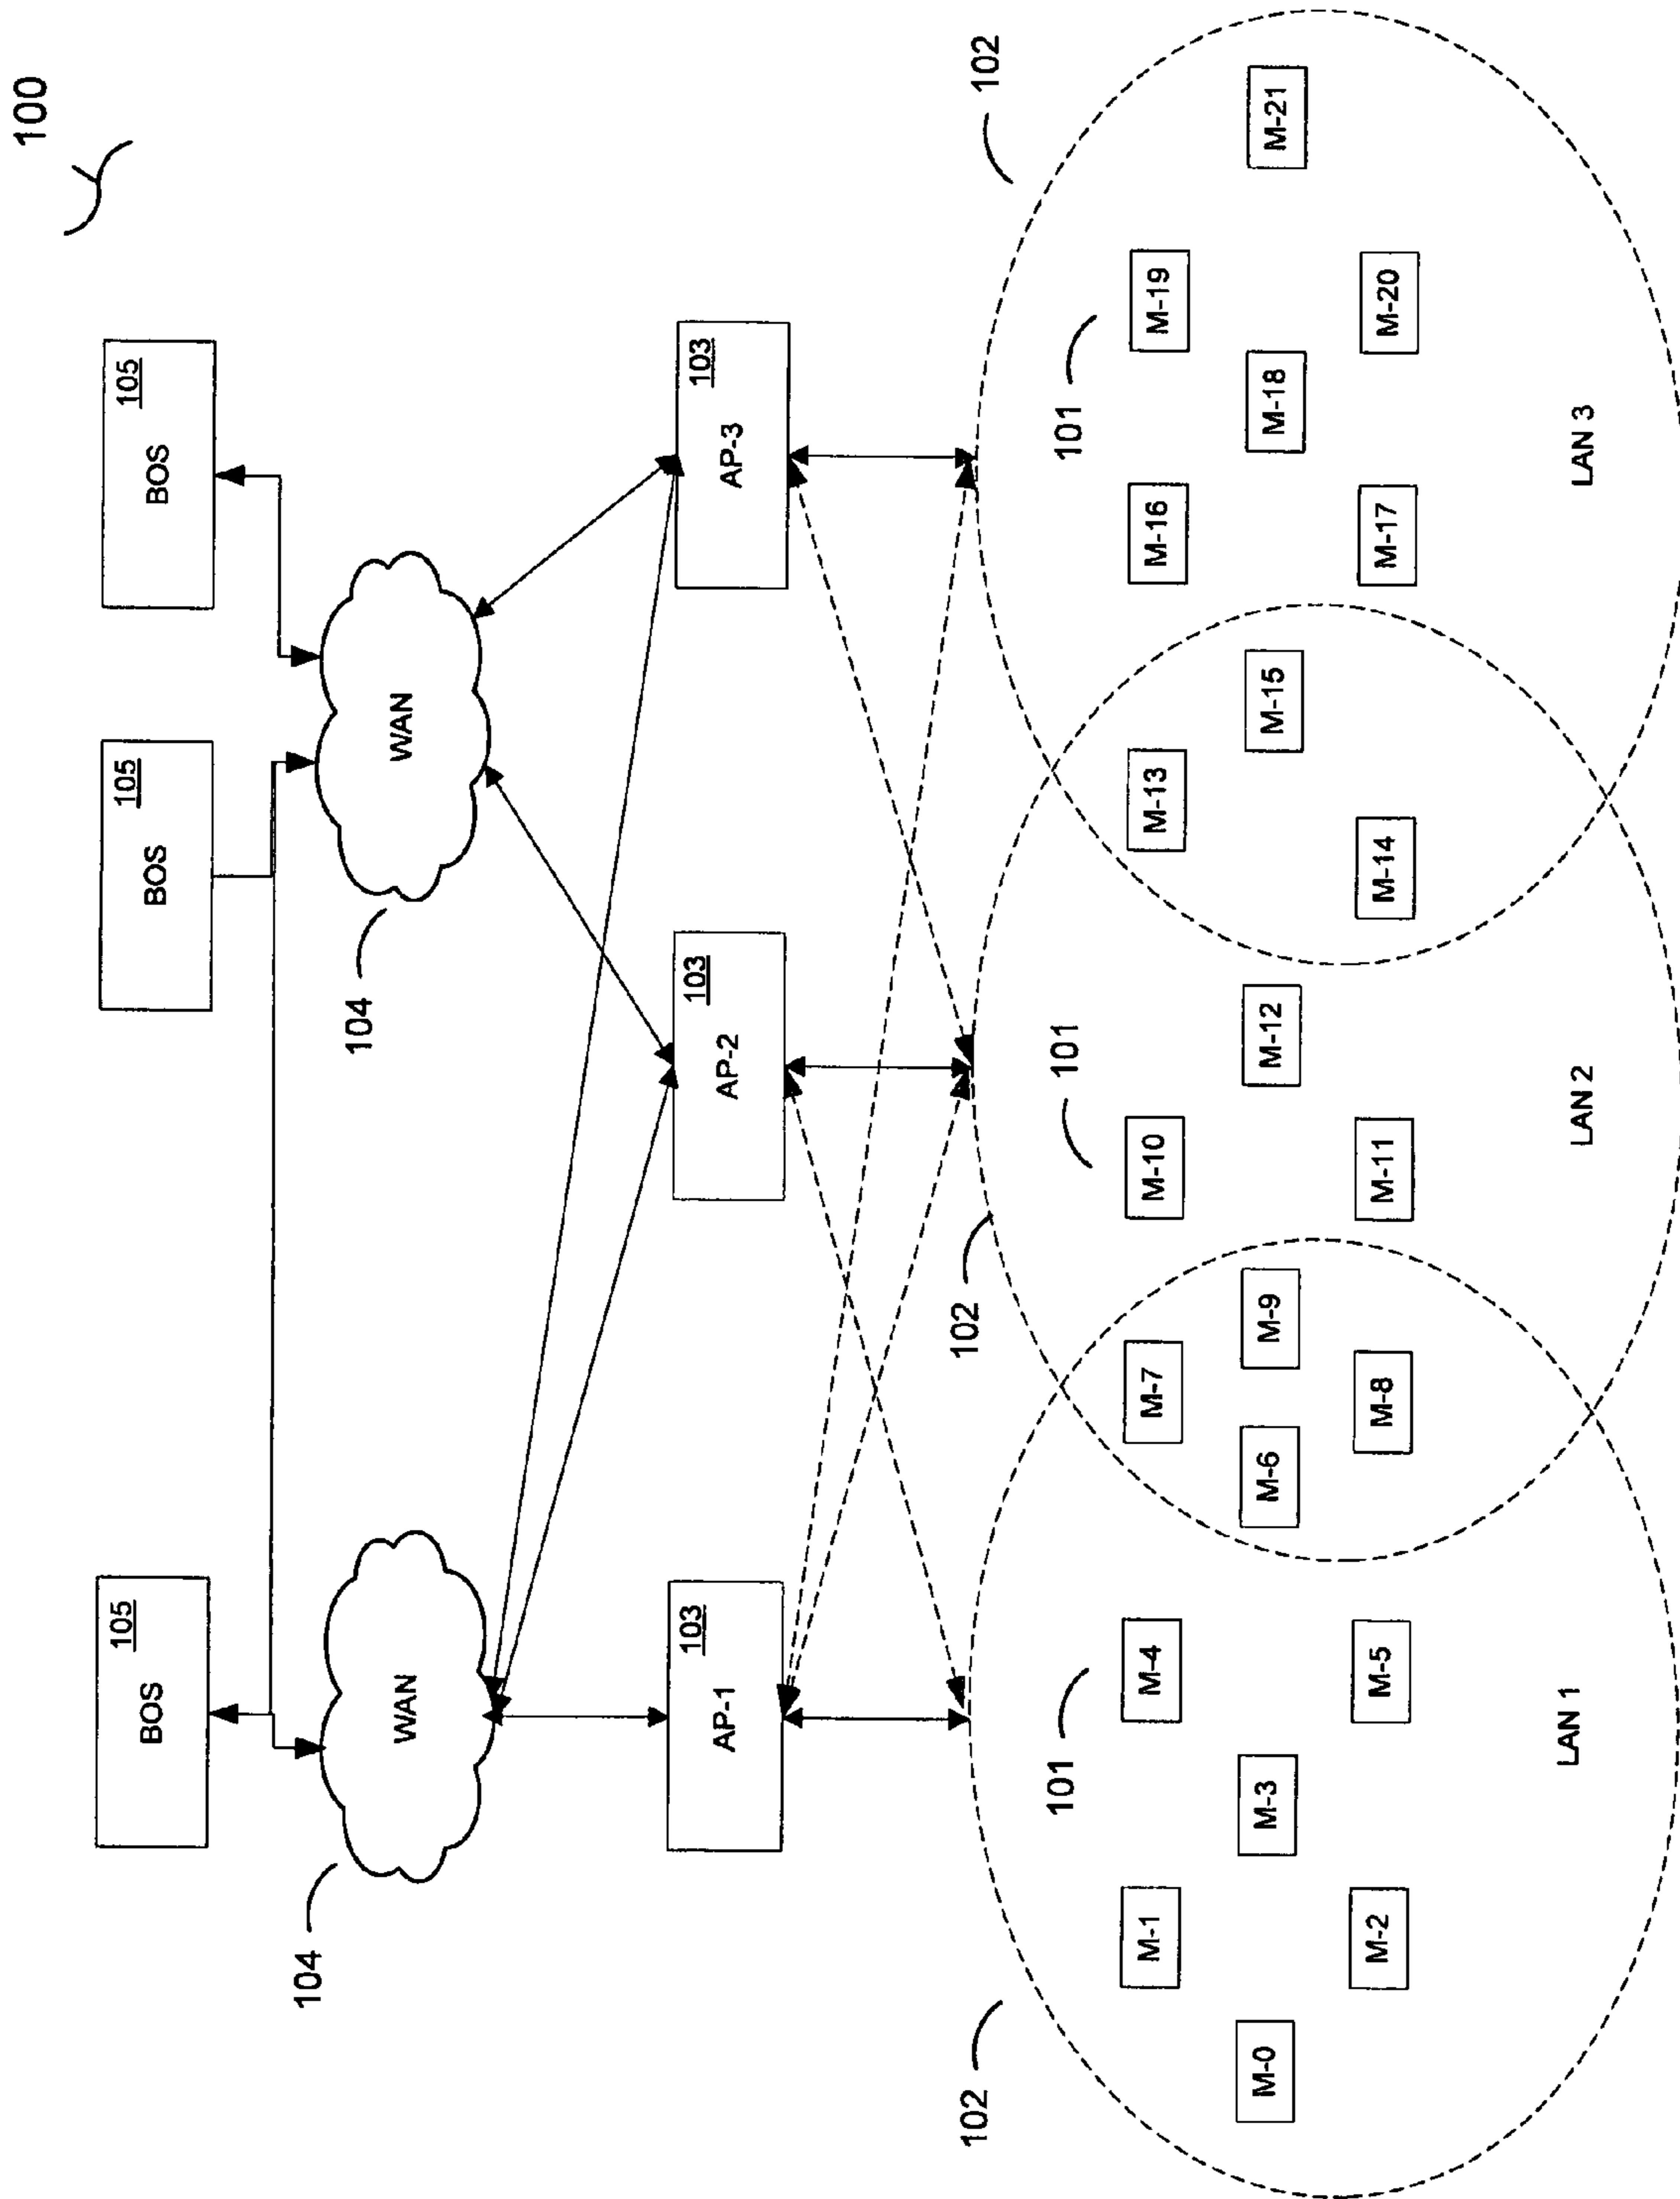 100
BOS 105
BOS 105
BOS 105
WAN
WAN
104
104
AP-1 103
AP-2 103
AP-3 103
102
102
102
101
101
101
M-1
M-4
M-7
M-10
M-13
M-16
M-19
M-0
M-3
M-6
M-9
M-12
M-15
M-18
M-21
M-2
M-5
M-8
M-11
M-14
M-17
M-20
LAN 1
LAN 2
LAN 3